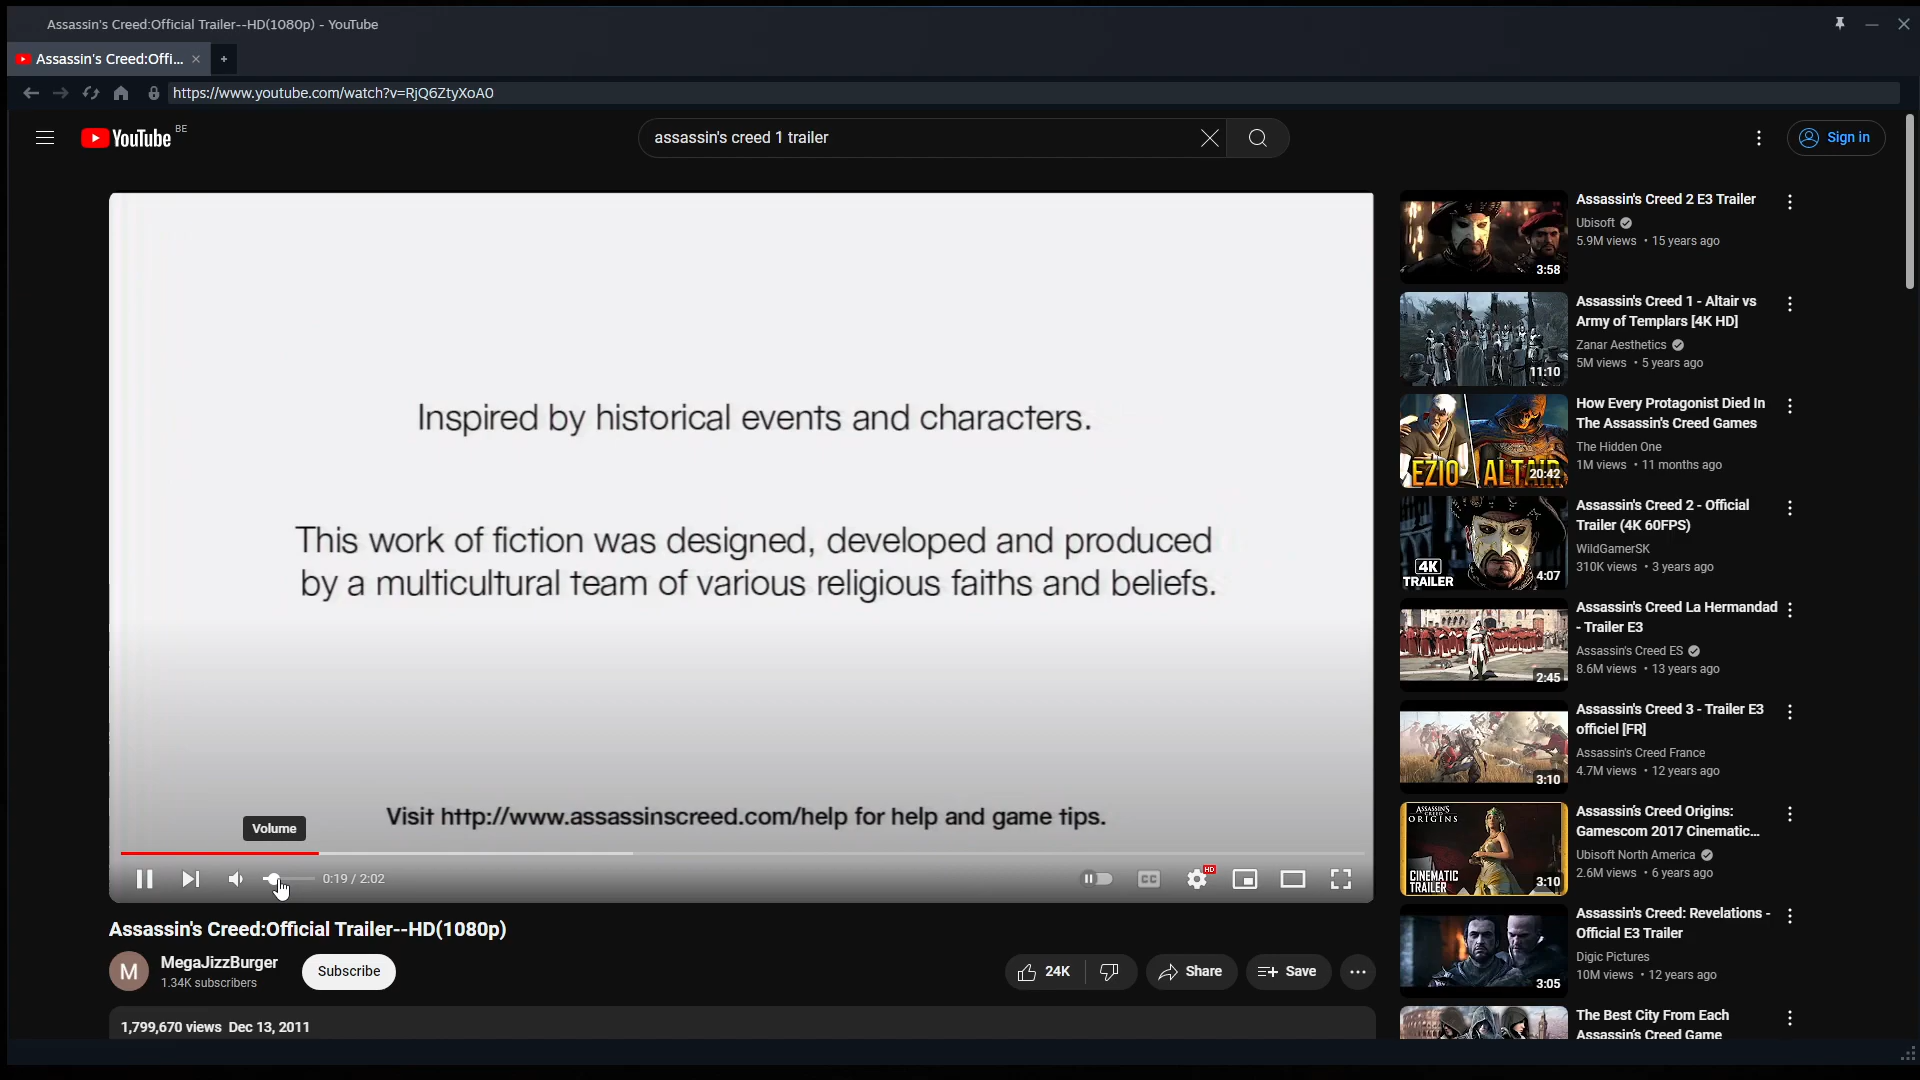 Assassin's Creed:Official Trailer--HD(1080p) - YouTube
Assassin's Creed:Offi...
https://www.youtube.com/watch?v=RjQ6ZtyXoA0
YouTube BE
assassin's creed 1 trailer
Sign in
Inspired by historical events and characters.
This work of fiction was designed, developed and produced
by a multicultural team of various religious faiths and beliefs.
Visit http://www.assassinscreed.com/help for help and game tips.
Volume
0:19 / 2:02
CC
HD
Assassin's Creed:Official Trailer--HD(1080p)
M
MegaJizzBurger
1.34K subscribers
Subscribe
24K
Share
Save
1,799,670 views Dec 13, 2011
3:58
Assassin's Creed 2 E3 Trailer
Ubisoft
5.9M views • 15 years ago
11:10
Assassin's Creed 1 - Altair vs
Army of Templars [4K HD]
Zanar Aesthetics
5M views • 5 years ago
EZIO ALTAIR
20:42
How Every Protagonist Died In
The Assassin's Creed Games
The Hidden One
1M views • 11 months ago
4K
TRAILER
4:07
Assassin's Creed 2 - Official
Trailer (4K 60FPS)
WildGamerSK
310K views • 3 years ago
2:45
Assassin's Creed La Hermandad
- Trailer E3
Assassin's Creed ES
8.6M views • 13 years ago
3:10
Assassin's Creed 3 - Trailer E3
officiel [FR]
Assassin's Creed France
4.7M views • 12 years ago
ASSASSIN'S
CREED
ORIGINS
CINEMATIC
TRAILER
3:10
Assassin's Creed Origins:
Gamescom 2017 Cinematic...
Ubisoft North America
2.6M views • 6 years ago
3:05
Assassin's Creed: Revelations -
Official E3 Trailer
Digic Pictures
10M views • 12 years ago
The Best City From Each
Assassin's Creed Game